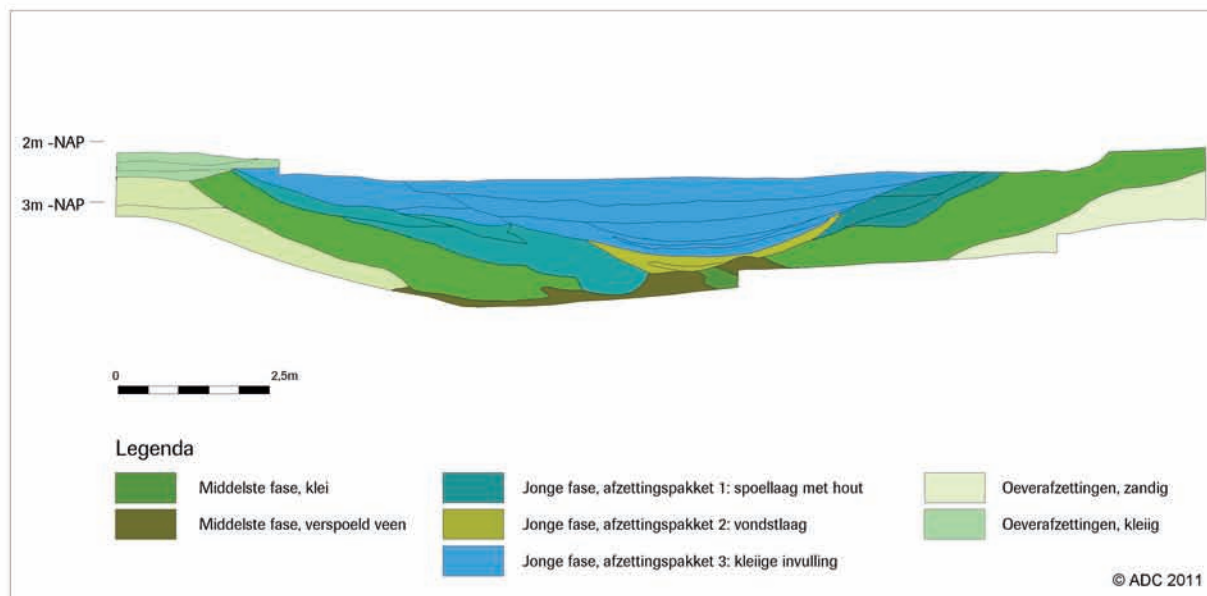 2m -NAP
3m -NAP
0 2,5m
Legenda
Middelste fase, klei
Middelste fase, verspoeld veen
Jonge fase, afzettingspakket 1: spoellaag met hout
Jonge fase, afzettingspakket 2: vondstlaag
Jonge fase, afzettingspakket 3: kleiige invulling
Oeverafzettingen, zandig
Oeverafzettingen, kleiig
© ADC 2011